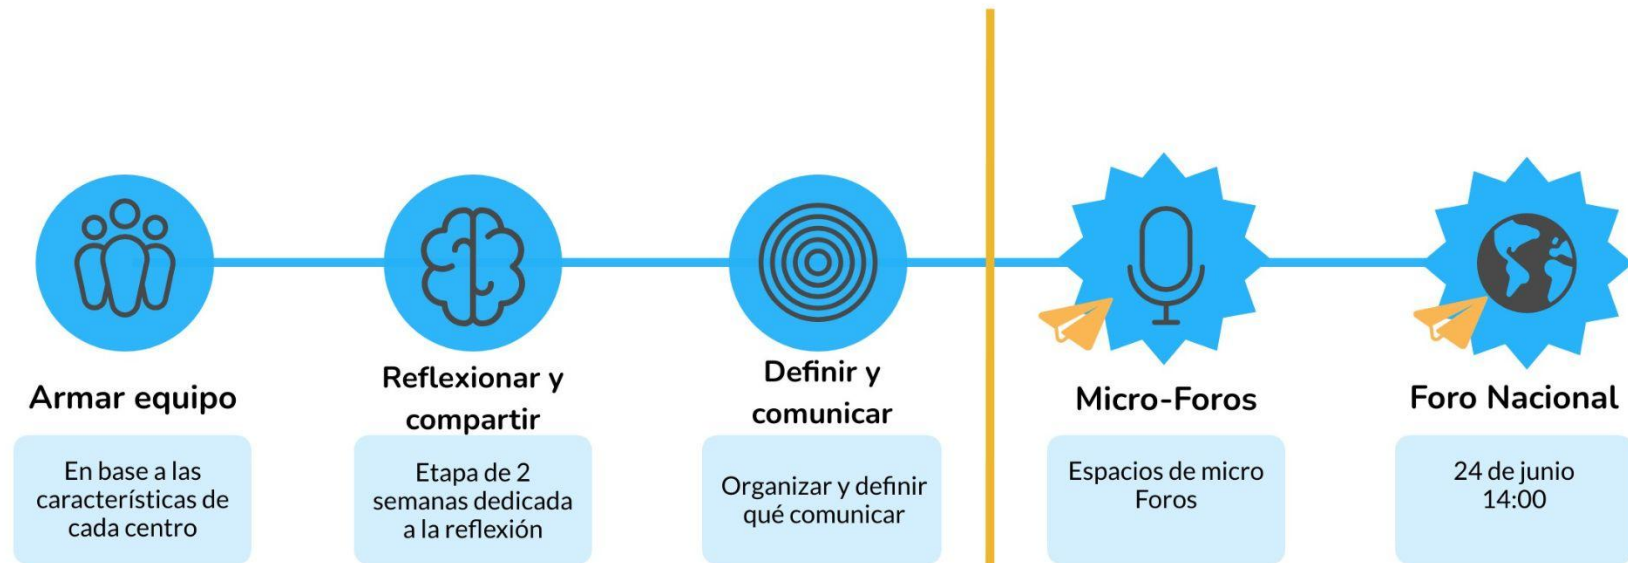 Armar equipo
En base a las
características de
cada centro
Reflexionar y
compartir
Etapa de 2
semanas dedicada
a la reflexión
Definir y
comunicar
Organizar y definir
qué comunicar
Micro-Foros
Espacios de micro
Foros
Foro Nacional
24 de junio
14:00